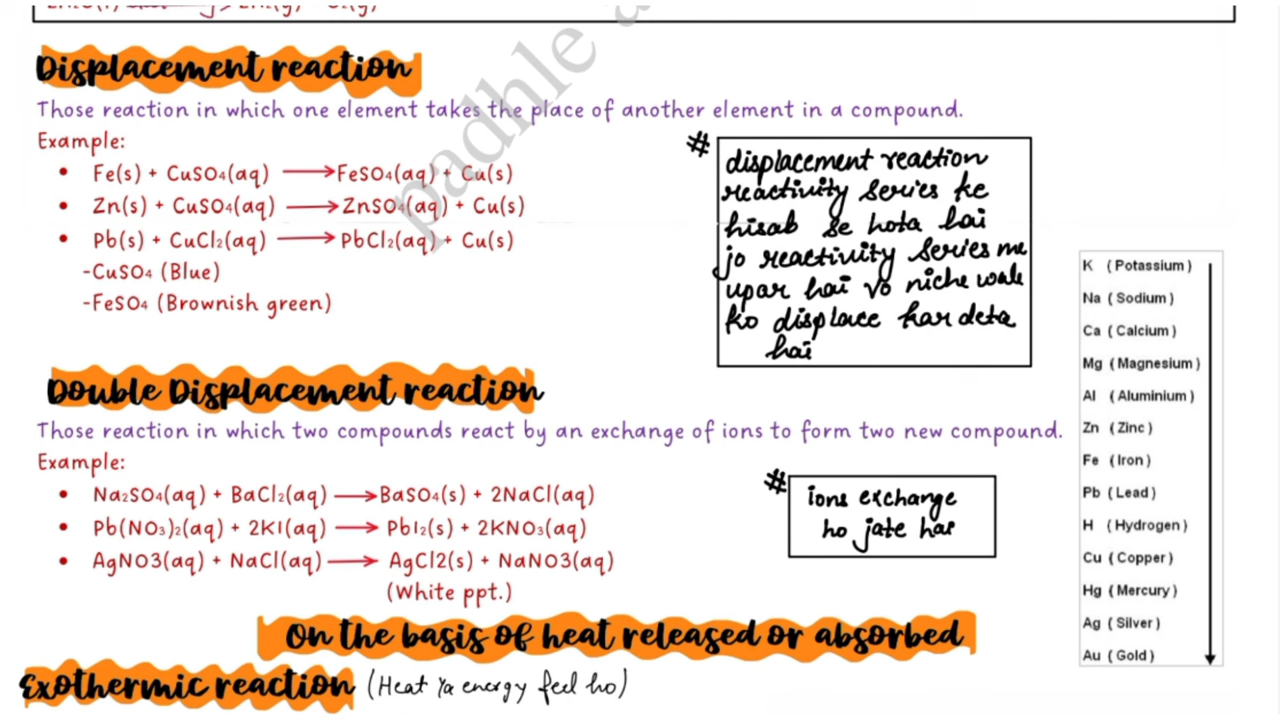 Displacement reaction
Those reaction in which one element takes the place of another element in a compound.
Example:
• Fe(s) + CuSO₄(aq) ⟶ FeSO₄(aq) + Cu(s)
• Zn(s) + CuSO₄(aq) ⟶ ZnSO₄(aq) + Cu(s)
• Pb(s) + CuCl₂(aq) ⟶ PbCl₂(aq) + Cu(s)
-CuSO₄ (Blue)
-FeSO₄ (Brownish green)
# displacement reaction
reactivity series ke
hisab se hota hai
jo reactivity series me
upar hai vo niche wale
ko displace kar deta
hai
padhle
Double Displacement reaction
Those reaction in which two compounds react by an exchange of ions to form two new compound.
Example:
• Na₂SO₄(aq) + BaCl₂(aq) ⟶ BaSO₄(s) + 2NaCl(aq)
• Pb(NO₃)₂(aq) + 2KI(aq) ⟶ PbI₂(s) + 2KNO₃(aq)
• AgNO3(aq) + NaCl(aq) ⟶ AgCl2(s) + NaNO3(aq)
(White ppt.)
# ions exchange
ho jate hai
K (Potassium)
Na (Sodium)
Ca (Calcium)
Mg (Magnesium)
Al (Aluminium)
Zn (Zinc)
Fe (Iron)
Pb (Lead)
H (Hydrogen)
Cu (Copper)
Hg (Mercury)
Ag (Silver)
Au (Gold)
On the basis of heat released or absorbed
Exothermic reaction (Heat ya energy feel ho)